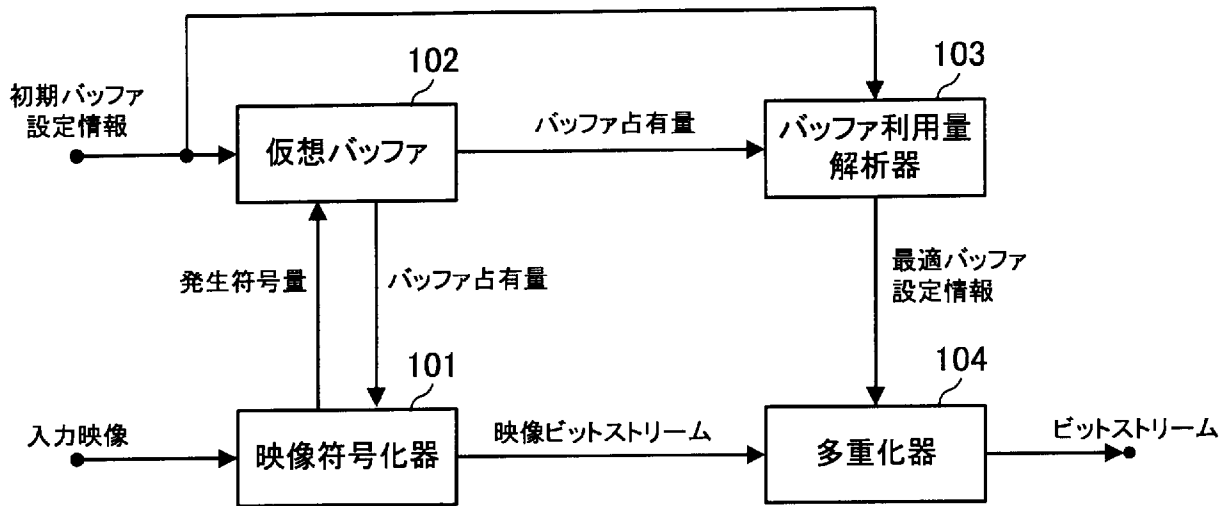 102
103
初期バッファ
設定情報
仮想バッファ
バッファ占有量
バッファ利用量
解析器
発生符号量
バッファ占有量
最適バッファ
設定情報
101
104
入力映像
映像符号化器
映像ビットストリーム
多重化器
ビットストリーム